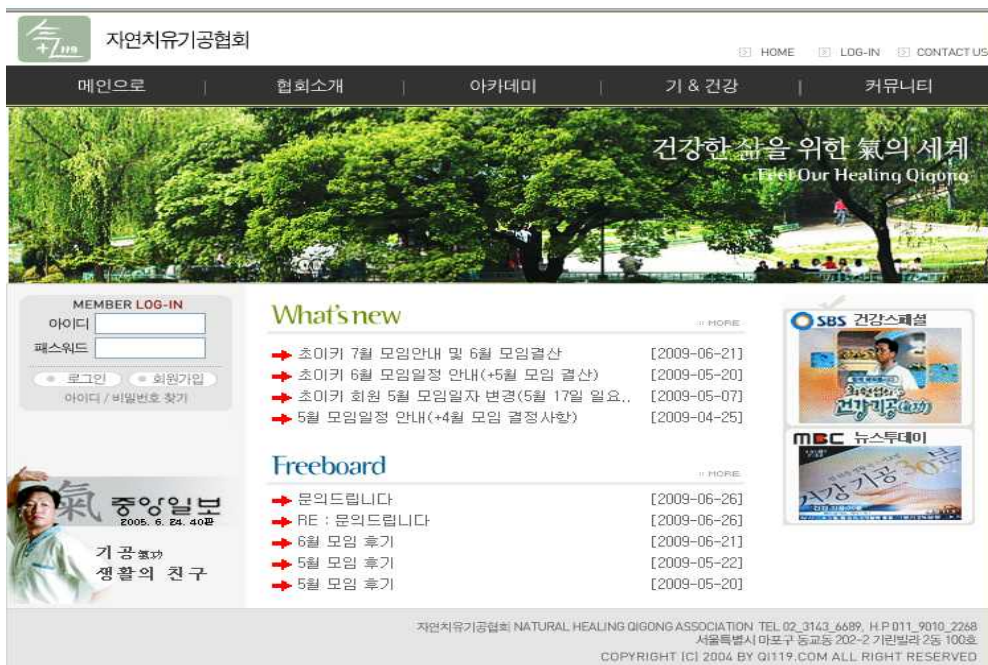 119
자연치유기공협회
HOME LOG-IN CONTACT US
메인으로 | 협회소개 | 아카데미 | 기 & 건강 | 커뮤니티
건강한 삶을 위한 氣의 세계
Feel Our Healing Qigong
MEMBER LOG-IN
아이디
패스워드
로그인 회원가입
아이디 / 비밀번호 찾기
氣 중앙일보
2005. 6. 24. 40판
기공氣功
생활의 친구
What's new
MORE
초이키 7월 모임안내 및 6월 모임결산 [2009-06-21]
초이키 6월 모임일정 안내(+5월 모임 결산) [2009-05-20]
초이키 회원 5월 모임일자 변경(5월 17일 일요.. [2009-05-07]
5월 모임일정 안내(+4월 모임 결정사항) [2009-04-25]
Freeboard
MORE
문의드립니다 [2009-06-26]
RE : 문의드립니다 [2009-06-26]
6월 모임 후기 [2009-06-21]
5월 모임 후기 [2009-05-22]
5월 모임 후기 [2009-05-20]
SBS 건강스페셜
건강기공(氣功)
MBC 뉴스투데이
건강기공 30분
자연치유기공협회 NATURAL HEALING QIGONG ASSOCIATION TEL 02_3143_6689, H.P 011_9010_2268
서울특별시 마포구 동교동 202-2 기린빌라 2동 100호
COPYRIGHT (C) 2004 BY QI119.COM ALL RIGHT RESERVED